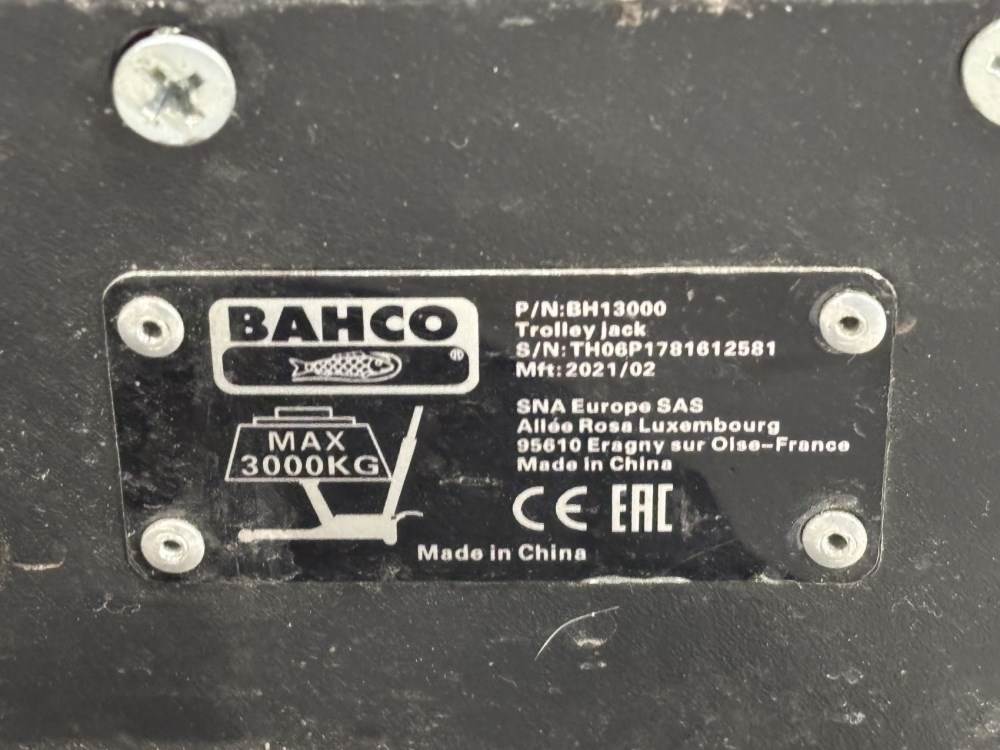 BAHCO
®
MAX
3000KG
P/N:BH13000
Trolley jack
S/N:TH06P1781612581
Mft:2021/02
SNA Europe SAS
Allée Rosa Luxembourg
95610 Eragny sur Oise-France
Made in China
CE EAC
Made in China